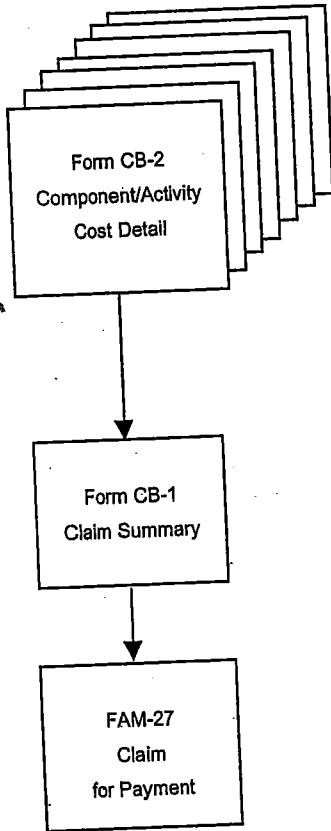 Form CB-2
Component/Activity
Cost Detail
Form CB-1
Claim Summary
FAM-27
Claim
for Payment